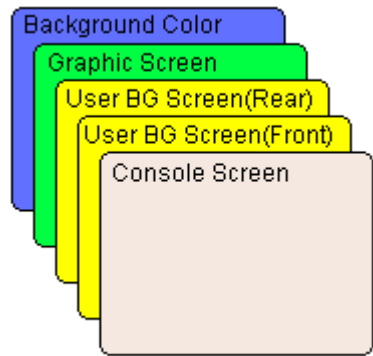 Background Color
Graphic Screen
User BG Screen(Rear)
User BG Screen(Front)
Console Screen